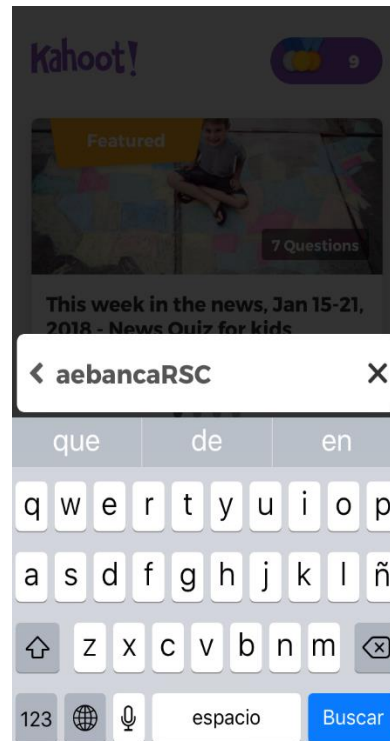 Kahoot!
9
Featured
7 Questions
This week in the news, Jan 15-21,
2018 - News Quiz for kids
aebancaRSC
que de en
q w e r t y u i o p
a s d f g h j k l ñ
z x c v b n m
123 espacio Buscar